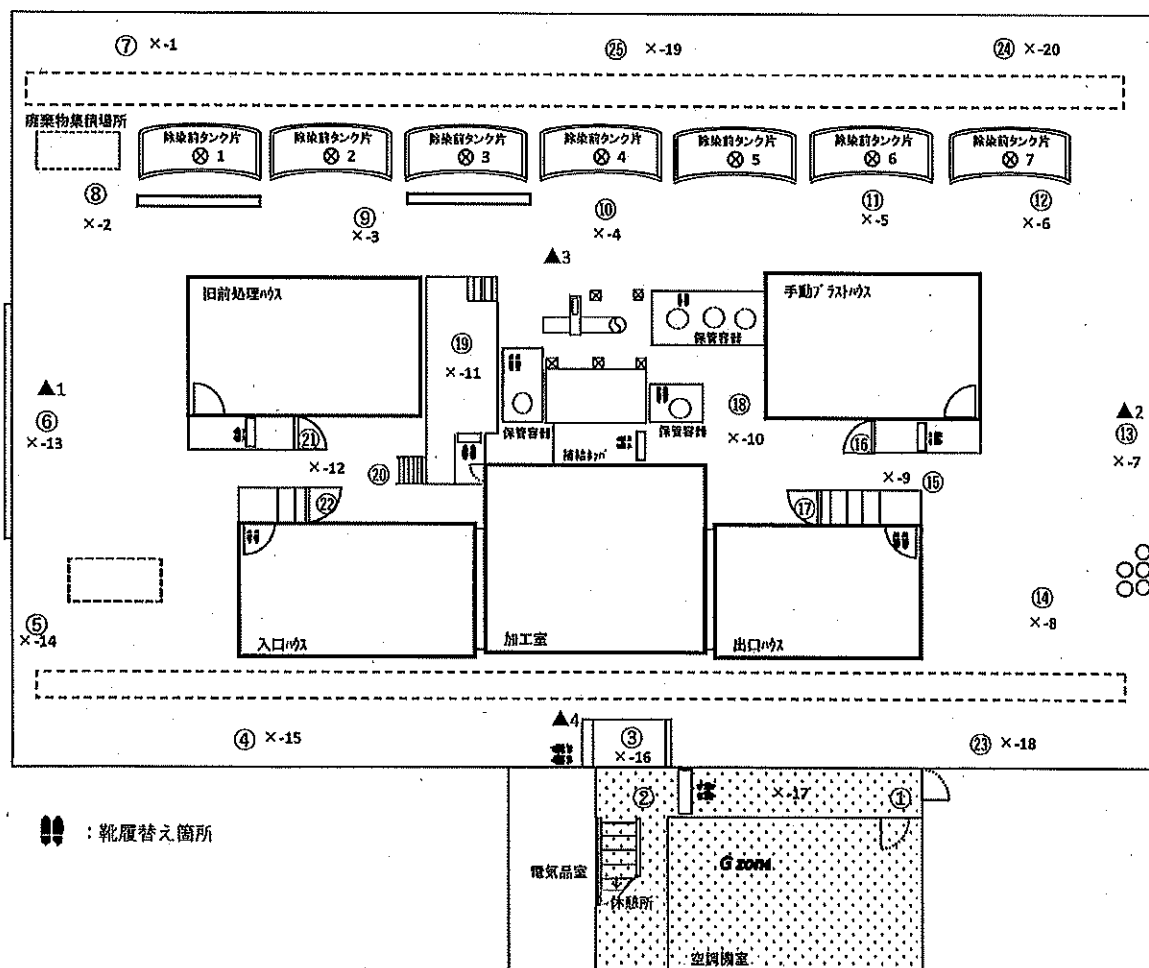 ⑦ ×-1 ㉕ ×-19 ㉔ ×-20
廃棄物集積場所
除染前タンク片 除染前タンク片 除染前タンク片 除染前タンク片 除染前タンク片 除染前タンク片 除染前タンク片
⊗ 1 ⊗ 2 ⊗ 3 ⊗ 4 ⊗ 5 ⊗ 6 ⊗ 7
⑧ ⑨ ⑩ ⑪ ⑫
×-2 ×-3 ×-4 ×-5 ×-6
▲3
旧前処理ハウス
手動ブラストハウス
保管容器
⑲
×-11
▲1
⑥
×-13
⑱
×-10
▲2
⑬
×-7
保管容器
保管容器
㉑
⑯
×-12
⑳
×-9 ⑮
㉒
⑰
⑤
×-14
⑭
×-8
入口ハウス
加工室
出口ハウス
▲4
④ ×-15
③
×-16
㉓ ×-18
②
×-17
①
:靴履替え箇所
電気品室
G zone
休憩所
空調機室